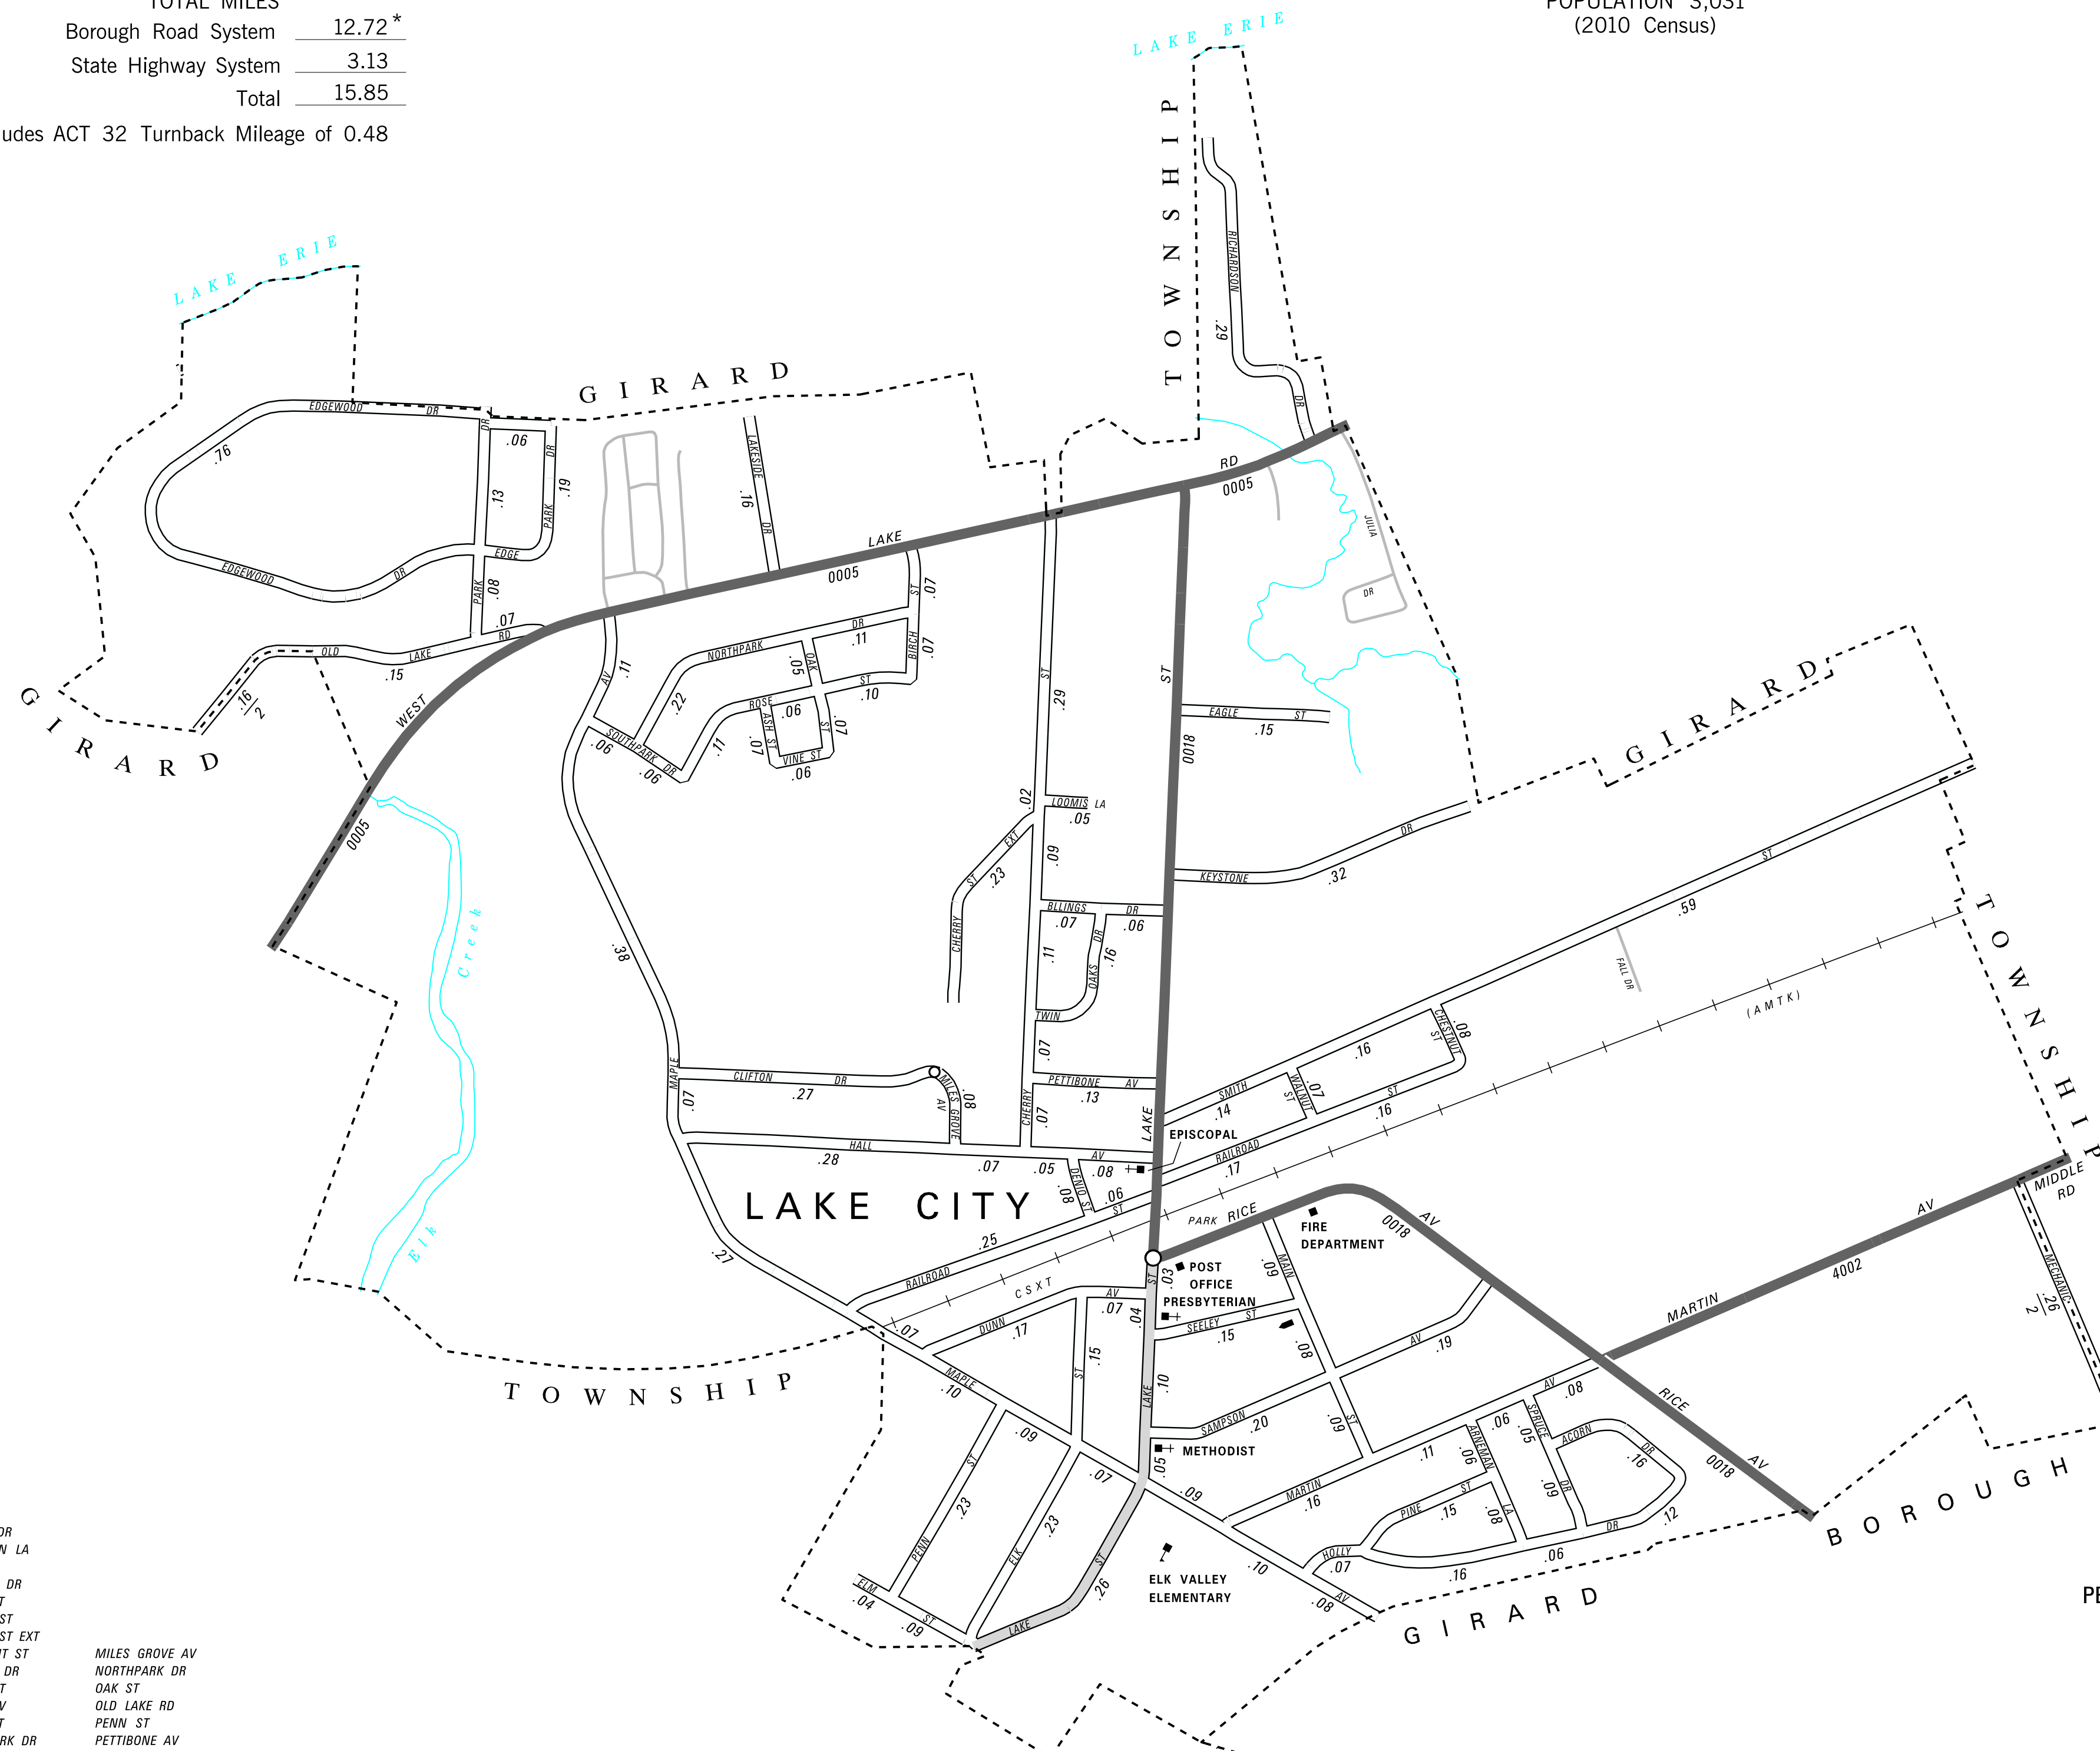 TOTAL MILES
Borough Road System 12.72*
State Highway System 3.13
Total 15.85
udes ACT 32 Turnback Mileage of 0.48
POPULATION 3,031
(2010 Census)
LAKE ERIE
TOWNSHIP
RICHARDSON
.29
DR
LAKE ERIE
GIRARD
EDGEWOOD DR
.76
DR
.06
.13
DR
.19
PARK
EDGE
EDGEWOOD DR
PARK
.08
.07
RD
OLD LAKE
.15
.16
2
GIRARD
WEST
0005
LAKESIDE
.16
DR
LAKE
0005
RD
0005
JULIA
DR
AV
.11
NORTHPARK DR
.11
.22
.05
OAK
ST
.07
BIRCH
.07
ST
.10
ROSE
.06
.11
ASH ST
.07
ST
.07
VINE ST
.06
SOUTHPARK DR
.06
.06
ST
.29
ST
0018
EAGLE ST
.15
.02
LOOMIS LA
.05
EXT
.23
ST
CHERRY
.09
KEYSTONE DR
.32
BLLINGS DR
.07
.06
.11
DR
.16
OAKS
TWIN
.07
PETTIBONE AV
.13
CHERRY
.07
.38
Creek
Elk
MAPLE
.07
CLIFTON DR
.27
MILES GROVE
AV
.08
HALL AV
.28
.07
.05
.08
LAKE
EPISCOPAL
DENIO ST
.08
.06
ST
.25
RAILROAD
.27
LAKE CITY
SMITH
.14
WALNUT
ST
.07
.16
CHESTNUT
ST
.08
RAILROAD ST
.17
.16
ST
.59
FALL DR
(AMTK)
GIRARD
TOWNSHIP
CSXT
PARK
RICE AV
0018
FIRE
DEPARTMENT
MAIN
.09
POST
OFFICE
PRESBYTERIAN
ST
.03
.04
SEELEY ST
.15
.08
AV
.19
SAMPSON
.20
LAKE
.10
METHODIST
.05
ST
.09
.07
DUNN
.17
AV
.07
ST
.15
MAPLE
.10
.09
.07
.09
TOWNSHIP
PENN
ST
.23
ELK
.23
ELM
.04
ST
.09
LAKE
ST
.26
ELK VALLEY
ELEMENTARY
.10
AV
.08
MARTIN
.16
.11
.06
AV
.08
ARNEMAN
.06
LA
.08
SPRUCE
.05
.09
DR
ACORN
DR
.16
.12
PINE ST
.15
HOLLY
.07
.16
.06
DR
MARTIN AV
4002
MIDDLE
RD
MECHANIC
.26
2
RICE AV
0018
BOROUGH
GIRARD
PE
DR
N LA
DR
T
ST
ST EXT
T ST MILES GROVE AV
DR NORTHPARK DR
T OAK ST
V OLD LAKE RD
T PENN ST
RK DR PETTIBONE AV